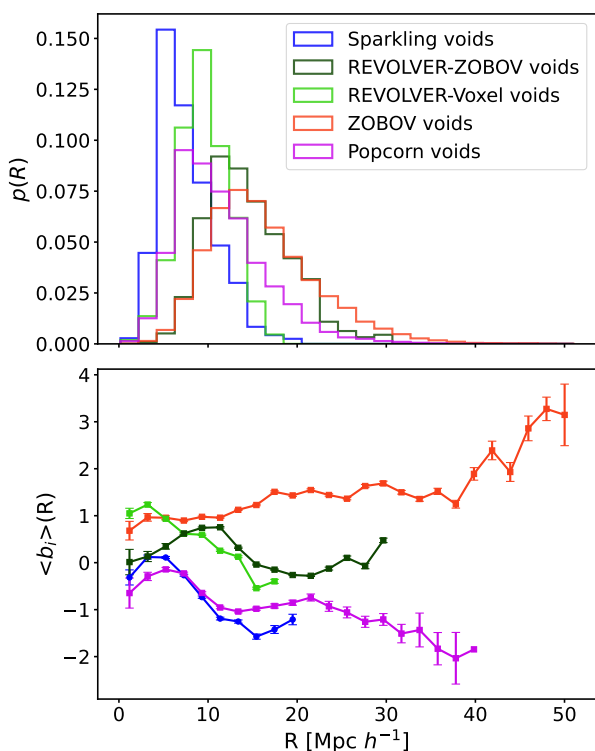 0.150
0.125
0.100
0.075
0.050
0.025
0.000
p(R)
Sparkling voids
REVOLVER-ZOBOV voids
REVOLVER-Voxel voids
ZOBOV voids
Popcorn voids
4
3
2
1
0
−1
−2
<b_i>(R)
0 10 20 30 40 50
R [Mpc h⁻¹]